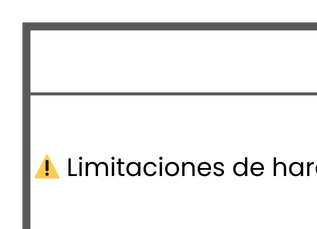 ⚠️ Limitaciones de